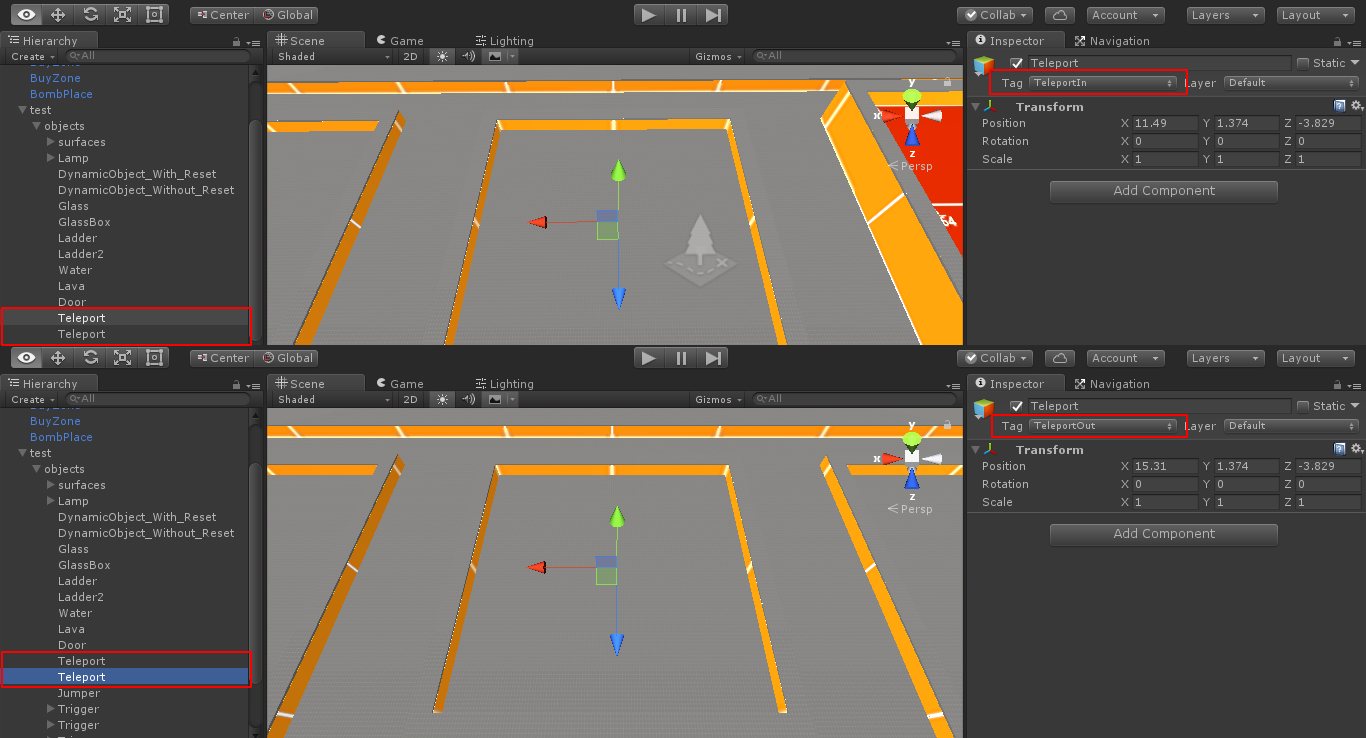 Center Global Collab Account Layers Layout
Hierarchy Scene Game Lighting Inspector Navigation
Create All Shaded 2D Gizmos All Teleport Static
BuyZone
BuyZone
BombPlace
test
objects
surfaces
Lamp
DynamicObject_With_Reset
DynamicObject_Without_Reset
Glass
GlassBox
Ladder
Ladder2
Water
Lava
Door
Teleport
Teleport
y
x
z
Persp
64
Tag TeleportIn Layer Default
Transform
Position X 11.49 Y 1.374 Z -3.829
Rotation X 0 Y 0 Z 0
Scale X 1 Y 1 Z 1
Add Component
Center Global Collab Account Layers Layout
Hierarchy Scene Game Lighting Inspector Navigation
Create All Shaded 2D Gizmos All Teleport Static
BuyZone
BuyZone
BombPlace
test
objects
surfaces
Lamp
DynamicObject_With_Reset
DynamicObject_Without_Reset
Glass
GlassBox
Ladder
Ladder2
Water
Lava
Door
Teleport
Teleport
Jumper
Trigger
Trigger
y
x
z
Persp
Tag TeleportOut Layer Default
Transform
Position X 15.31 Y 1.374 Z -3.829
Rotation X 0 Y 0 Z 0
Scale X 1 Y 1 Z 1
Add Component